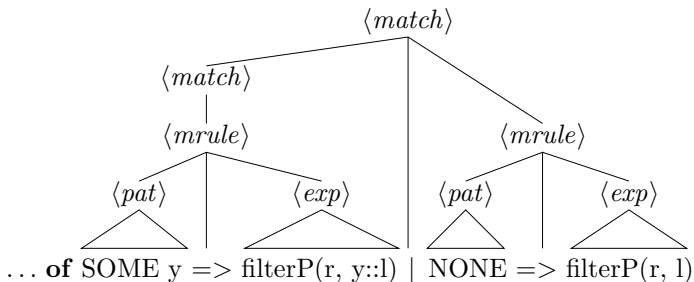 ⟨match⟩
⟨match⟩
⟨mrule⟩ ⟨mrule⟩
⟨pat⟩ ⟨exp⟩ ⟨pat⟩ ⟨exp⟩
... of SOME y => filterP(r, y::l) | NONE => filterP(r, l)